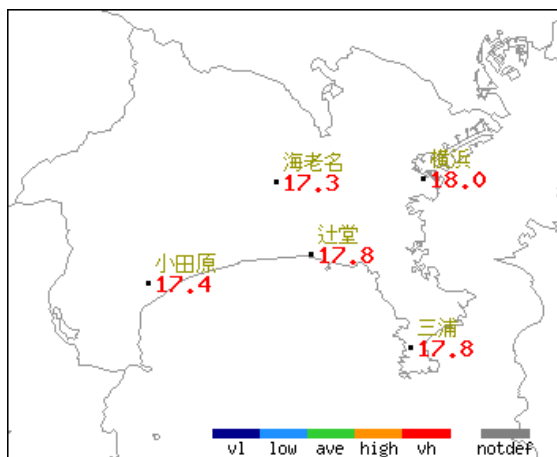 海老名
17.3
横浜
18.0
辻堂
17.8
小田原
17.4
三浦
17.8
vl low ave high vh notdef